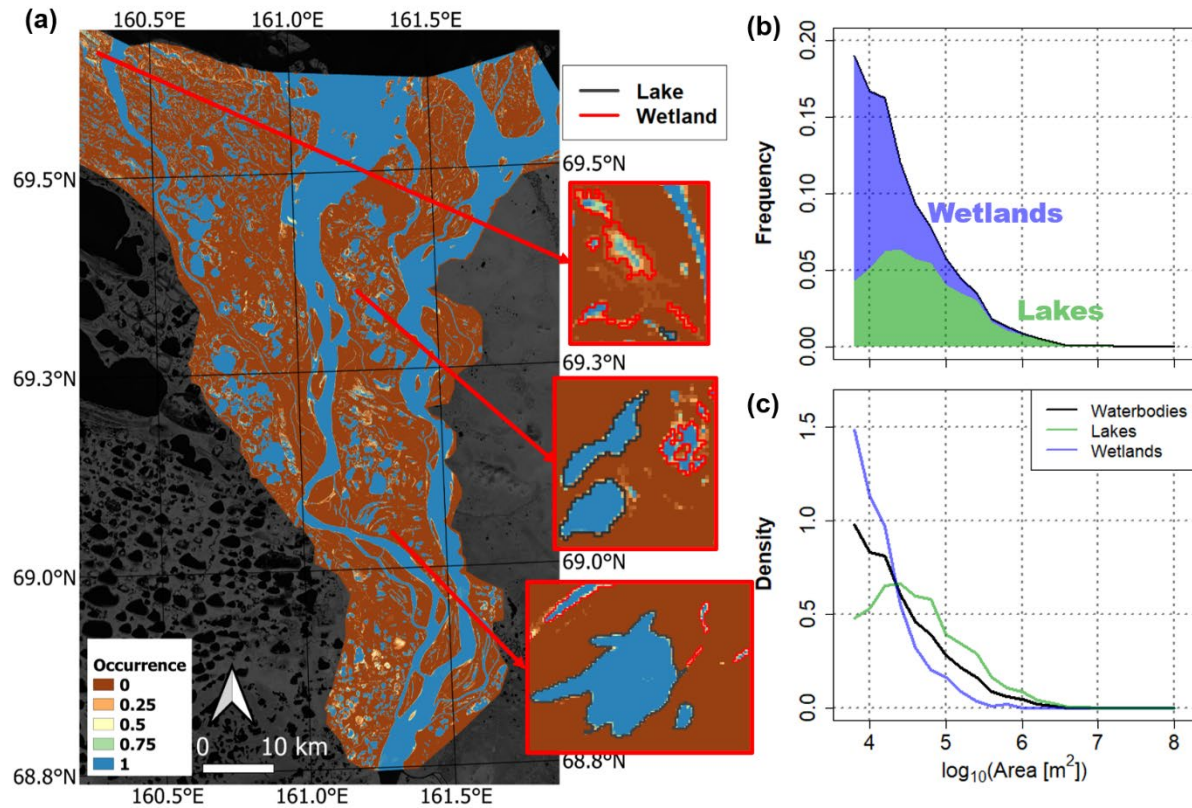 (a)
160.5°E 161.0°E 161.5°E
Lake
Wetland
69.5°N
69.5°N
69.3°N
69.3°N
69.0°N
69.0°N
68.8°N
68.8°N
Occurrence
0
0.25
0.5
0.75
1
0 10 km
160.5°E 161.0°E 161.5°E
(b)
Frequency
0.20
0.15
0.10
0.05
0.00
Wetlands
Lakes
(c)
Density
1.5
1.0
0.5
0.0
Waterbodies
Lakes
Wetlands
4 5 6 7 8
log10(Area [m²])